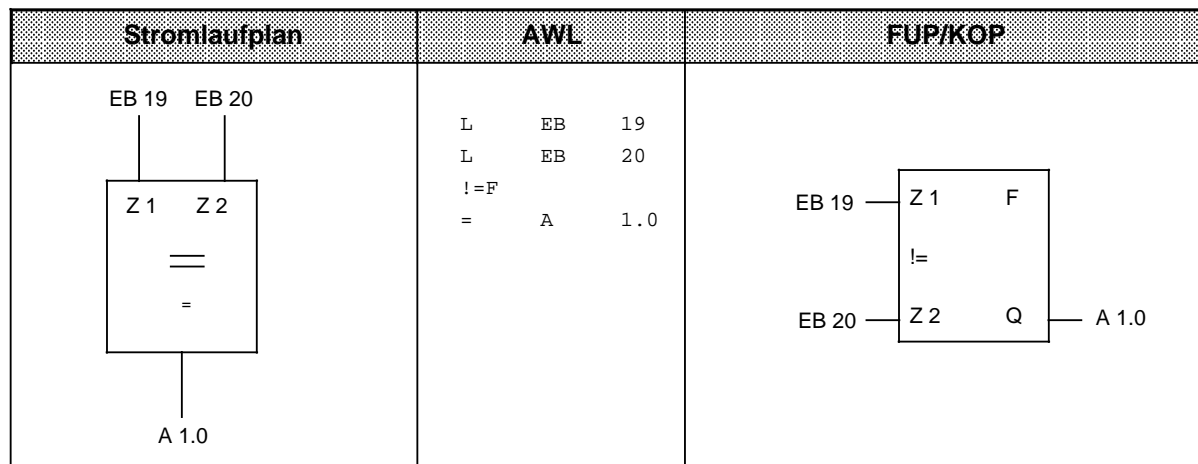 Stromlaufplan AWL FUP/KOP
EB 19 EB 20
Z 1 Z 2
=
A 1.0
L EB 19
L EB 20
!=F
= A 1.0
EB 19 Z 1 F
!=
EB 20 Z 2 Q A 1.0